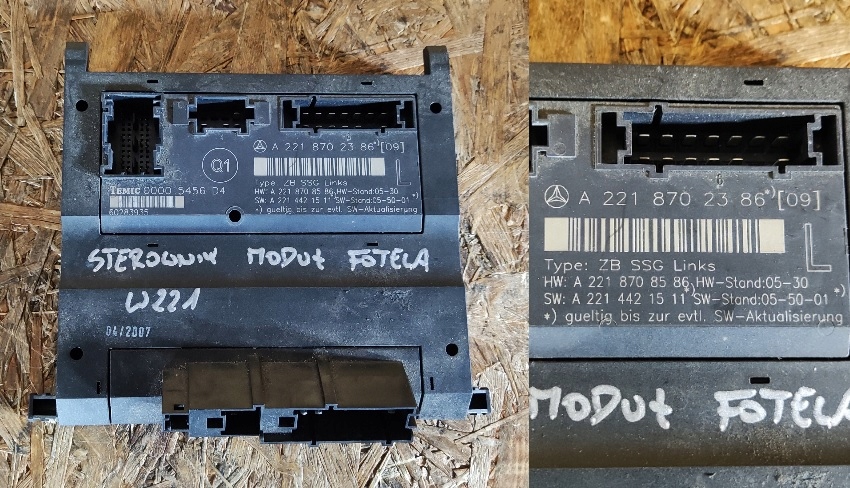 A 221 870 23 86*)[09]
Q1
L
TEMIC 0000 5456 D4
60283935
Type: ZB SSG Links
HW: A 221 870 85 86 HW-Stand:05-30
SW: A 221 442 15 11*) SW-Stand:05-50-01*)
*) gueltig bis zur evtl. SW-Aktualisierung
STEROWNIK MODUŁ FOTELA
W221
04/2007
A 221 870 23 86*)[09]
L
Type: ZB SSG Links
HW: A 221 870 85 86 HW-Stand:05-30
SW: A 221 442 15 11*) SW-Stand:05-50-01*)
*) gueltig bis zur evtl. SW-Aktualisierung
MODUŁ FOTELA